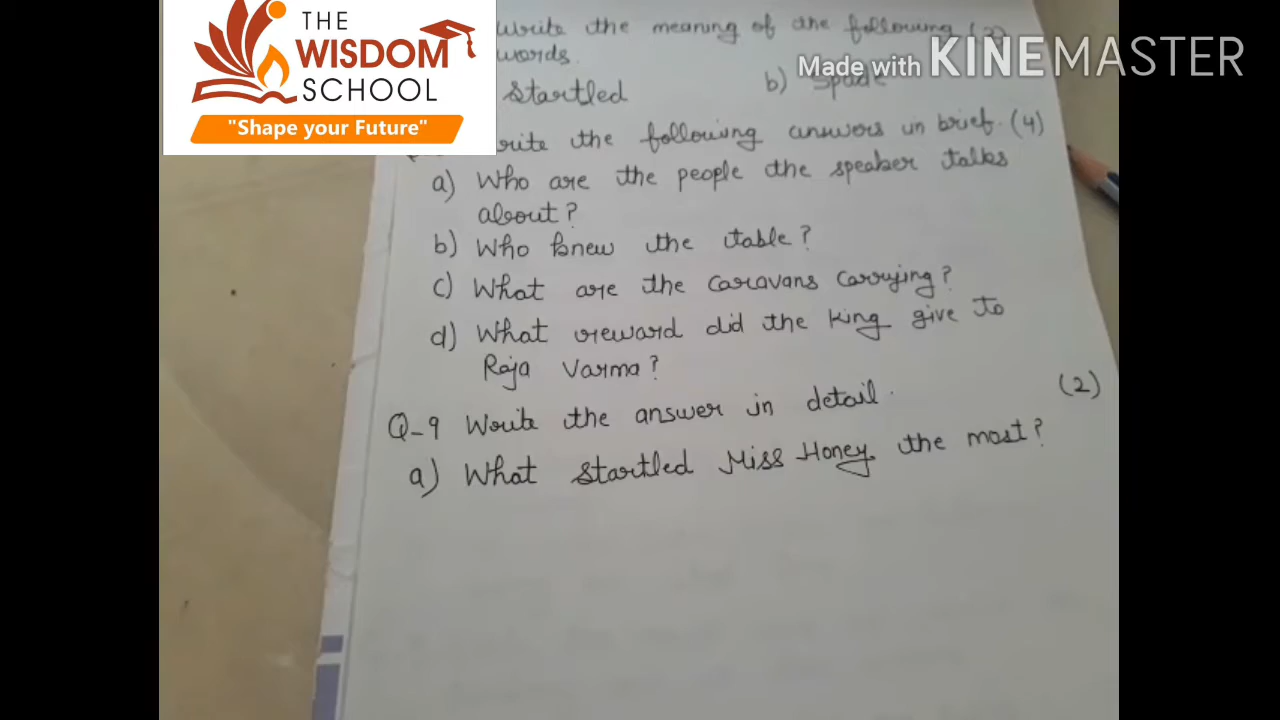 THE
WISDOM
SCHOOL
"Shape your Future"
Made with KINEMASTER
Write the meaning of the following (2)
words.
Startled b) Spade
rite the following answers in brief. (4)
a) Who are the people the speaker talks
about?
b) Who knew the table?
c) What are the caravans carrying?
d) What reward did the king give to
Raja Varma?
Q-9 Write the answer in detail. (2)
a) What startled Miss Honey the most?